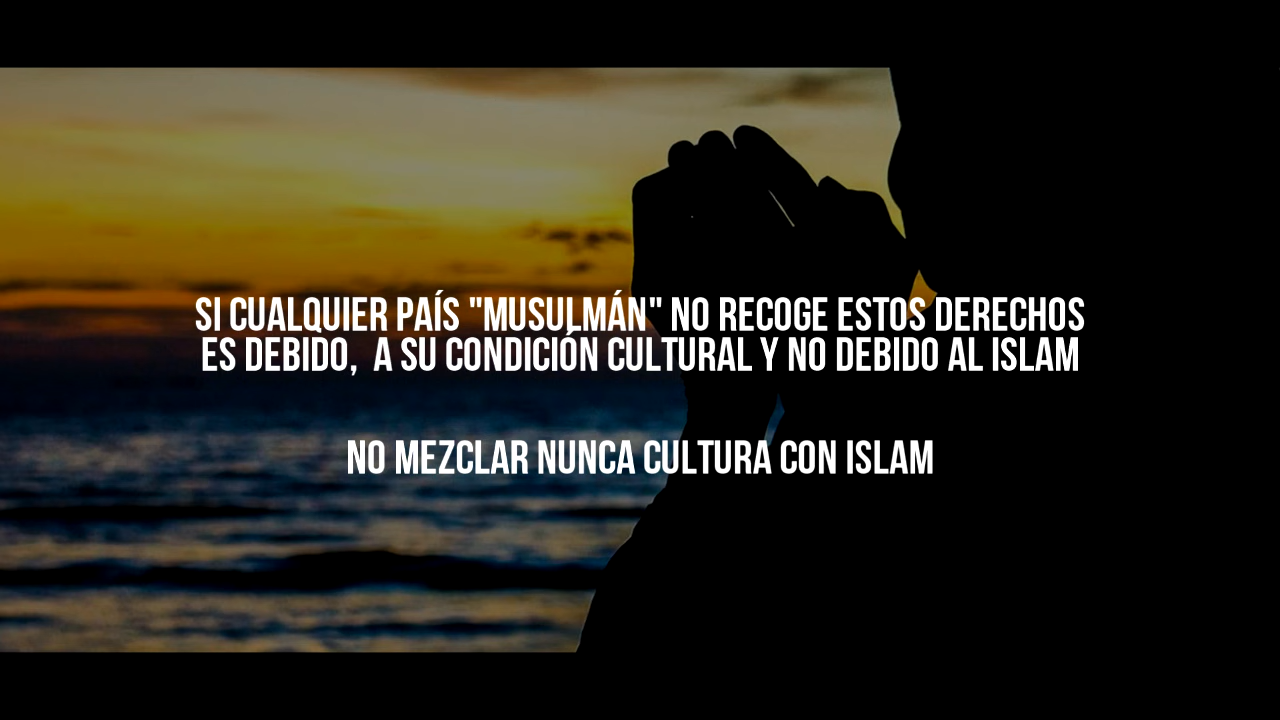 SI CUALQUIER PAÍS "MUSULMÁN" NO RECOGE ESTOS DERECHOS
ES DEBIDO, A SU CONDICIÓN CULTURAL Y NO DEBIDO AL ISLAM
NO MEZCLAR NUNCA CULTURA CON ISLAM